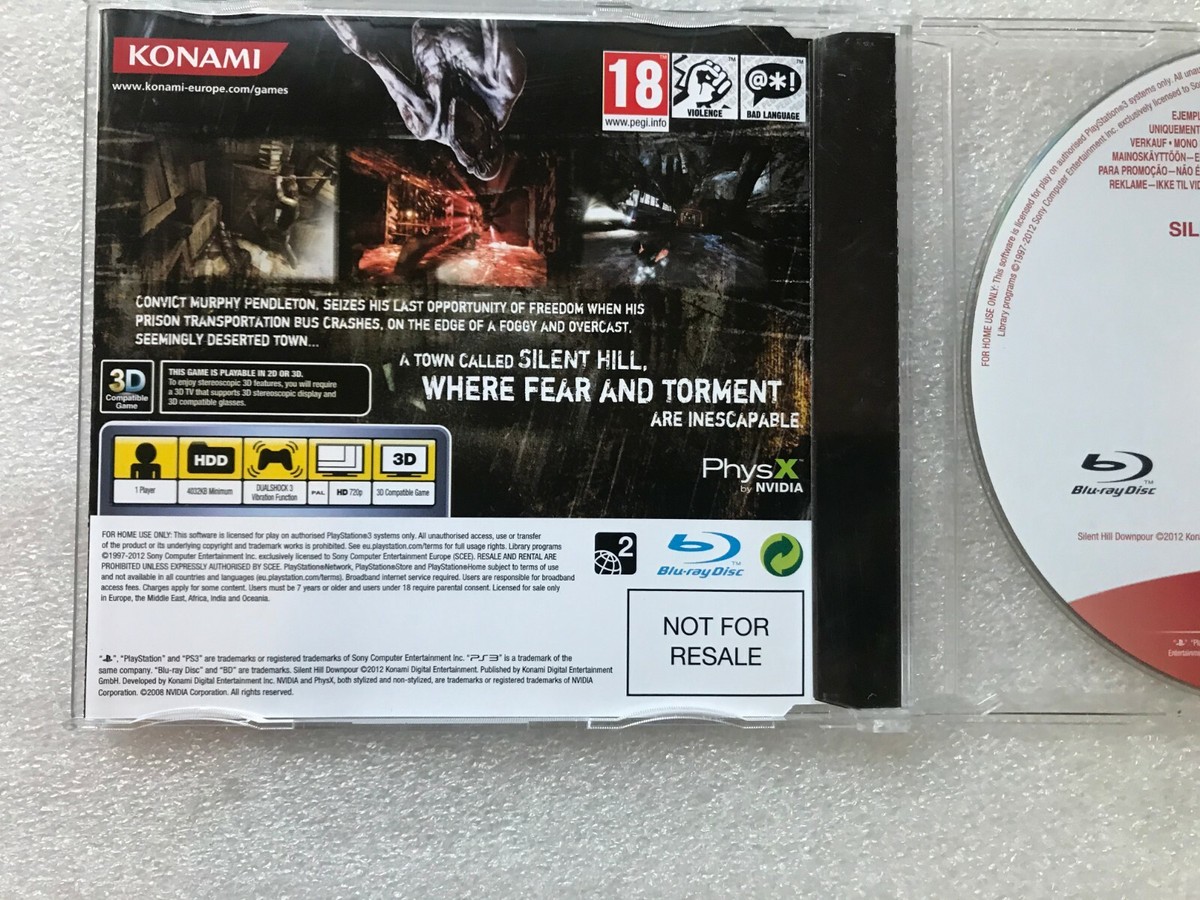 KONAMI
www.konami-europe.com/games
18
www.pegi.info
VIOLENCE
@*!
BAD LANGUAGE
CONVICT MURPHY PENDLETON, SEIZES HIS LAST OPPORTUNITY OF FREEDOM WHEN HIS
PRISON TRANSPORTATION BUS CRASHES, ON THE EDGE OF A FOGGY AND OVERCAST,
SEEMINGLY DESERTED TOWN...
A TOWN CALLED SILENT HILL,
WHERE FEAR AND TORMENT
ARE INESCAPABLE.
3D
Compatible
Game
THIS GAME IS PLAYABLE IN 2D OR 3D.
To enjoy stereoscopic 3D features, you will require
a 3D TV that supports 3D stereoscopic display and
3D compatible glasses.
HDD
3D
1 Player
4032KB Minimum
DUALSHOCK 3
Vibration Function
PAL
HD 720p
3D Compatible Game
PhysX
by NVIDIA
FOR HOME USE ONLY: This software is licensed for play on authorised PlayStation®3 systems only. All unauthorised access, use or transfer
of the product or its underlying copyright and trademark works is prohibited. See eu.playstation.com/terms for full usage rights. Library programs
©1997-2012 Sony Computer Entertainment Inc. exclusively licensed to Sony Computer Entertainment Europe (SCEE). RESALE AND RENTAL ARE
PROHIBITED UNLESS EXPRESSLY AUTHORISED BY SCEE. PlayStation®Network, PlayStation®Store and PlayStation®Home subject to terms of use
and not available in all countries and languages (eu.playstation.com/terms). Broadband internet service required. Users are responsible for broadband
access fees. Charges apply for some content. Users must be 7 years or older and users under 18 require parental consent. Licensed for sale only
in Europe, the Middle East, Africa, India and Oceania.
2
Blu-ray Disc
NOT FOR
RESALE
"PlayStation" and "PS3" are trademarks or registered trademarks of Sony Computer Entertainment Inc. "PS3" is a trademark of the
same company. "Blu-ray Disc" and "BD" are trademarks. Silent Hill Downpour ©2012 Konami Digital Entertainment. Published by Konami Digital Entertainment
GmbH. Developed by Konami Digital Entertainment Inc. NVIDIA and PhysX, both stylized and non-stylized, are trademarks or registered trademarks of NVIDIA
Corporation. ©2008 NVIDIA Corporation. All rights reserved.
FOR HOME USE ONLY: This software is licensed for play on authorised PlayStation®3 systems only. All
Library programs ©1997-2012 Sony Computer Entertainment Inc. exclusively licensed to
EJEMPL
UNIQUEMENT
VERKAUF • MONO
MAINOSKÄYTTÖÖN – E
PARA PROMOÇÃO – NÃO É
REKLAME – IKKE TIL
SIL
Blu-ray Disc
Silent Hill Downpour ©2012